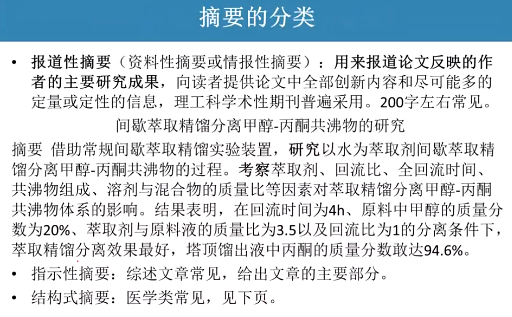 摘要的分类
• 报道性摘要（资料性摘要或情报性摘要）：用来报道论文反映的作
者的主要研究成果，向读者提供论文中全部创新内容和尽可能多的
定量或定性的信息，理工科学术性期刊普遍采用。200字左右常见。
间歇萃取精馏分离甲醇-丙酮共沸物的研究
摘要 借助常规间歇萃取精馏实验装置，研究以水为萃取剂间歇萃取精
馏分离甲醇-丙酮共沸物的过程。考察萃取剂、回流比、全回流时间、
共沸物组成、溶剂与混合物的质量比等因素对萃取精馏分离甲醇-丙酮
共沸物体系的影响。结果表明，在回流时间为4h、原料中甲醇的质量分
数为20%、萃取剂与原料液的质量比为3.5以及回流比为1的分离条件下，
萃取精馏分离效果最好，塔顶馏出液中丙酮的质量分数敢达94.6%。
• 指示性摘要：综述文章常见，给出文章的主要部分。
• 结构式摘要：医学类常见，见下页。